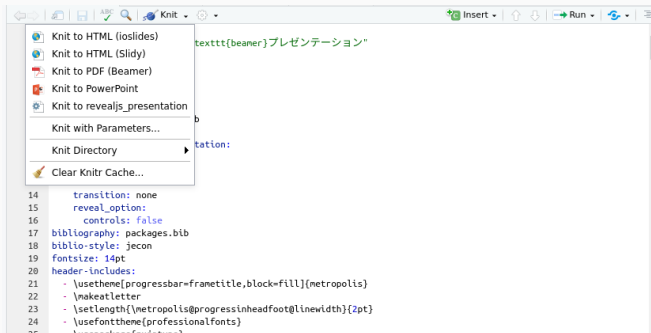 ABC Knit Insert Run
Knit to HTML (ioslides)
Knit to HTML (Slidy)
Knit to PDF (Beamer)
Knit to PowerPoint
Knit to revealjs_presentation
Knit with Parameters...
Knit Directory
Clear Knitr Cache...
texttt{beamer}プレゼンテーション"
b
tation:
14 transition: none
15 reveal_option:
16 controls: false
17 bibliography: packages.bib
18 biblio-style: jecon
19 fontsize: 14pt
20 header-includes:
21 - \usetheme[progressbar=frametitle,block=fill]{metropolis}
22 - \makeatletter
23 - \setlength{\metropolis@progressinheadfoot@linewidth}{2pt}
24 - \usefonttheme{professionalfonts}